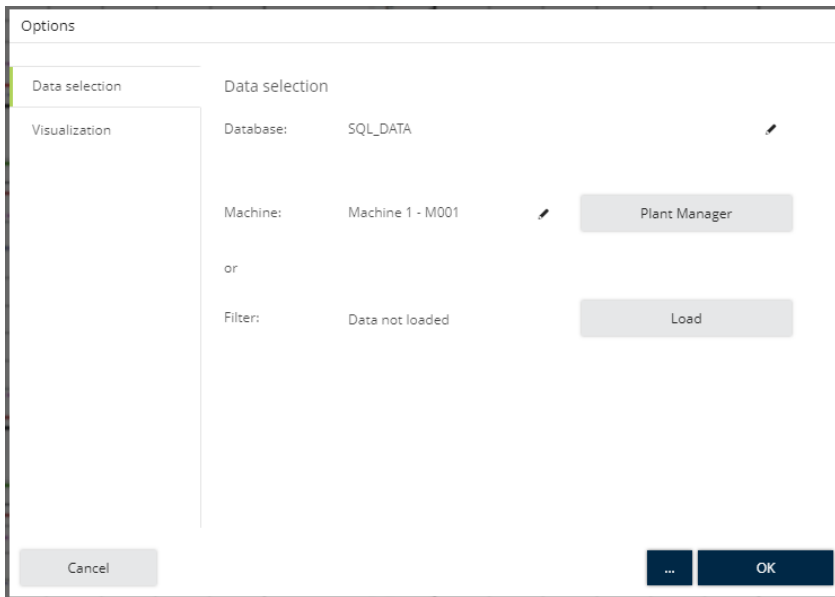 Options
Data selection
Visualization
Data selection
Database: SQL_DATA
Machine: Machine 1 - M001 Plant Manager
or
Filter: Data not loaded Load
Cancel ... OK